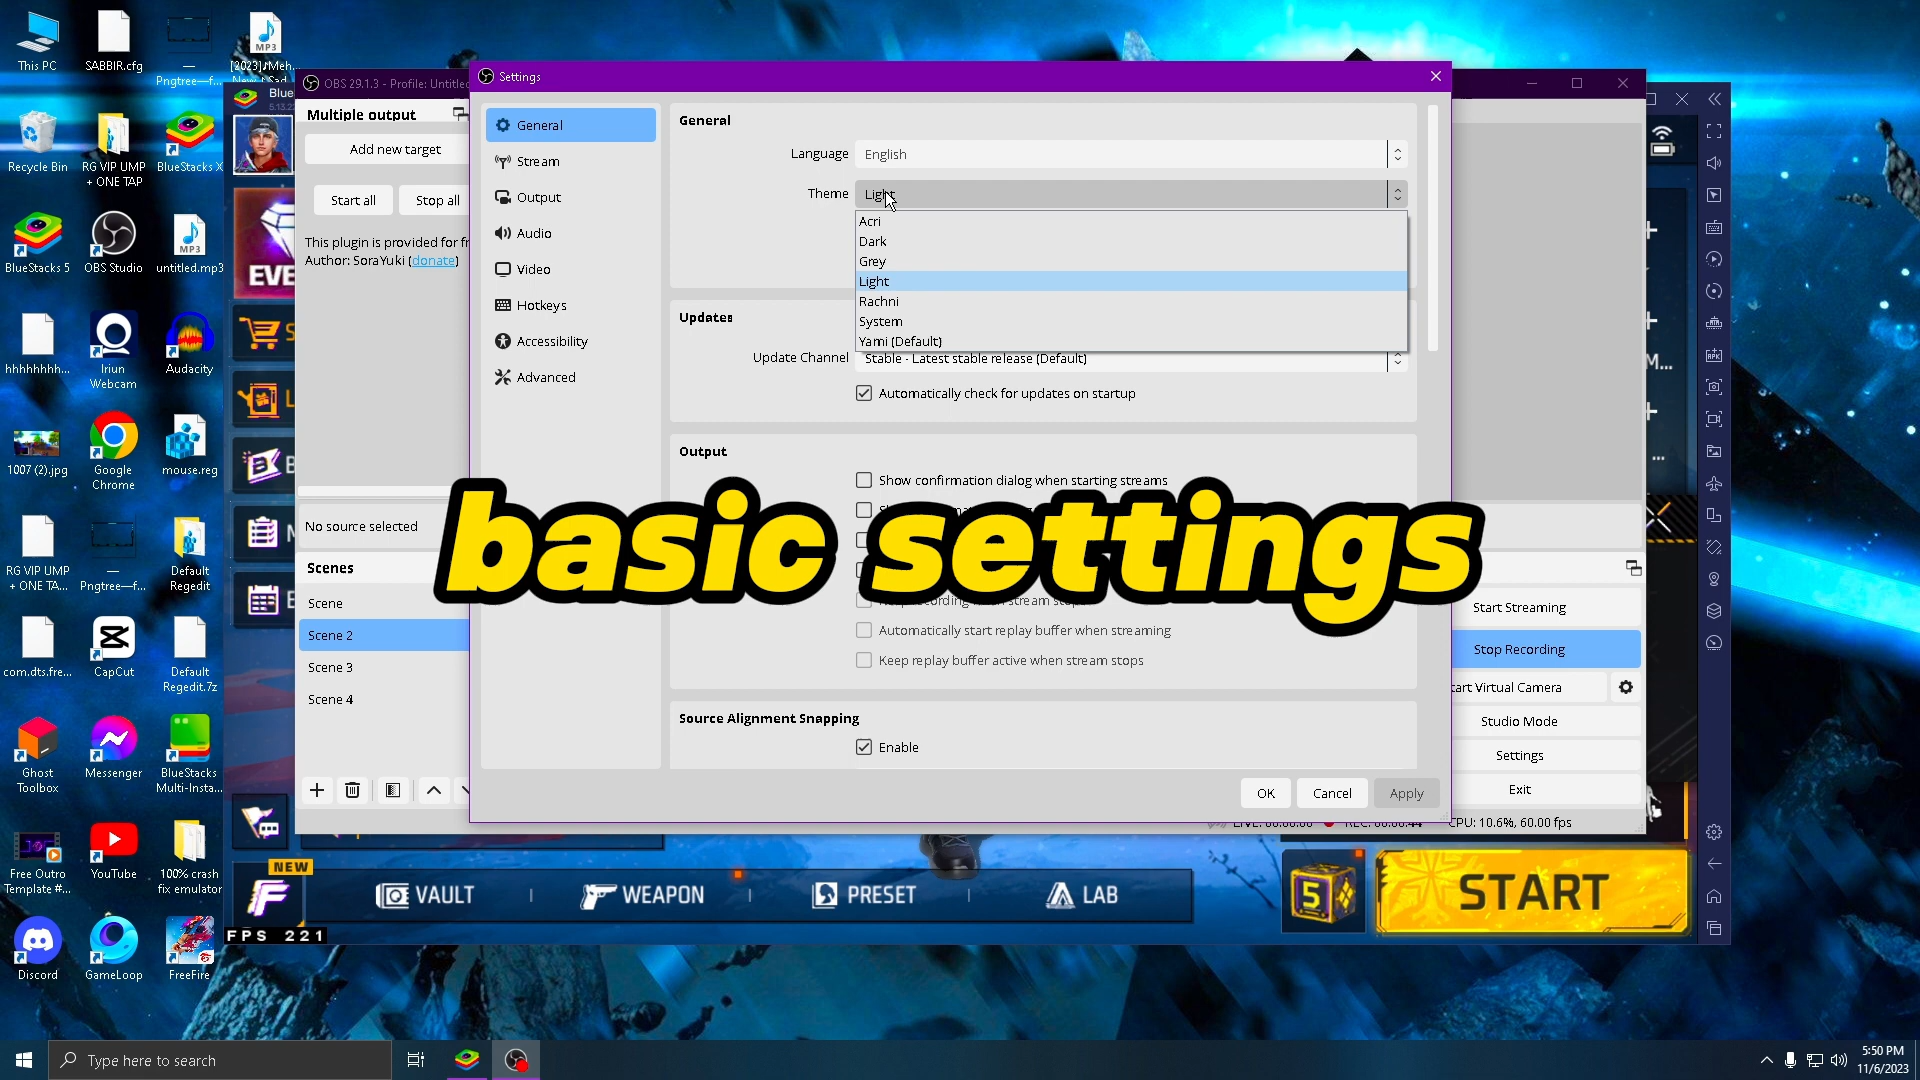 This PC
SABBIR.cfg
Pngtree—f...
[2023]♪Meh...
Recycle Bin
RG VIP UMP
+ ONE TAP
BlueStacks X
BlueStacks 5
OBS Studio
untitled.mp3
hhhhhhhh...
Iriun
Webcam
Audacity
1007 (2).jpg
Google
Chrome
mouse.reg
RG VIP UMP
+ ONE TA...
Pngtree—f...
Default
Regedit
com.dts.fre...
CapCut
Default
Regedit.7z
Ghost
Toolbox
Messenger
BlueStacks
Multi-Insta...
Free Outro
Template #...
YouTube
100% crash
fix emulator
Discord
GameLoop
FreeFire
OBS 29.1.3 - Profile: Untitled
Multiple output
Add new target
Start all
Stop all
This plugin is provided for fr
Author: SoraYuki (donate)
No source selected
Scenes
Scene
Scene 2
Scene 3
Scene 4
Settings
General
Stream
Output
Audio
Video
Hotkeys
Accessibility
Advanced
General
Language
English
Theme
Light
Acri
Dark
Grey
Light
Rachni
System
Yami (Default)
Updates
Update Channel
Stable - Latest stable release (Default)
Automatically check for updates on startup
Output
Show confirmation dialog when starting streams
basic settings
Automatically start replay buffer when streaming
Keep replay buffer active when stream stops
Source Alignment Snapping
Enable
OK
Cancel
Apply
Start Streaming
Stop Recording
tart Virtual Camera
Studio Mode
Settings
Exit
CPU: 10.6%, 60.00 fps
NEW
VAULT
WEAPON
PRESET
LAB
5
START
FPS 221
Type here to search
5:50 PM
11/6/2023